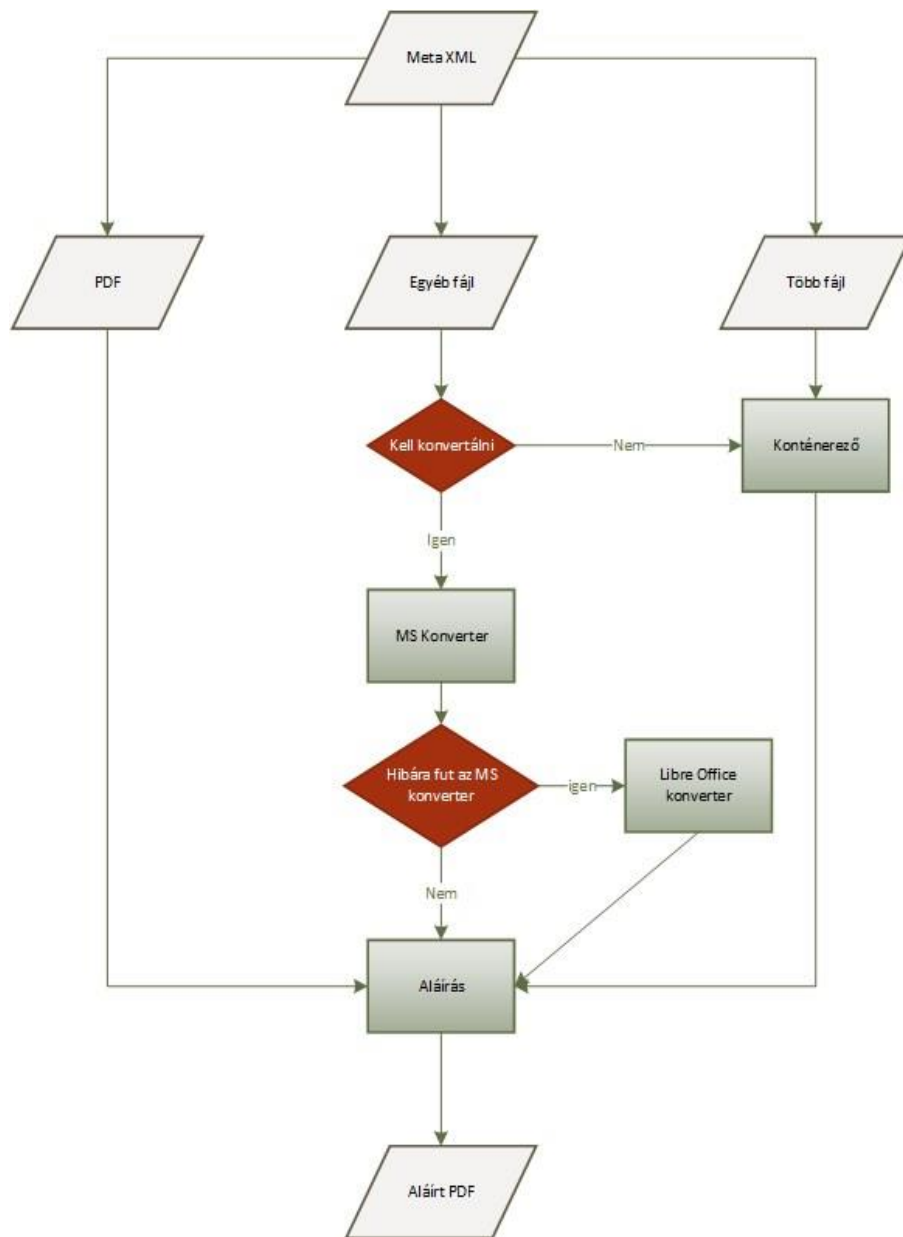 Meta XML
PDF
Egyéb fájl
Több fájl
Kell konvertálni
Nem
Konténerező
Igen
MS Konverter
Hibára fut az MS
konverter
igen
Libre Office
konverter
Nem
Aláírás
Aláírt PDF